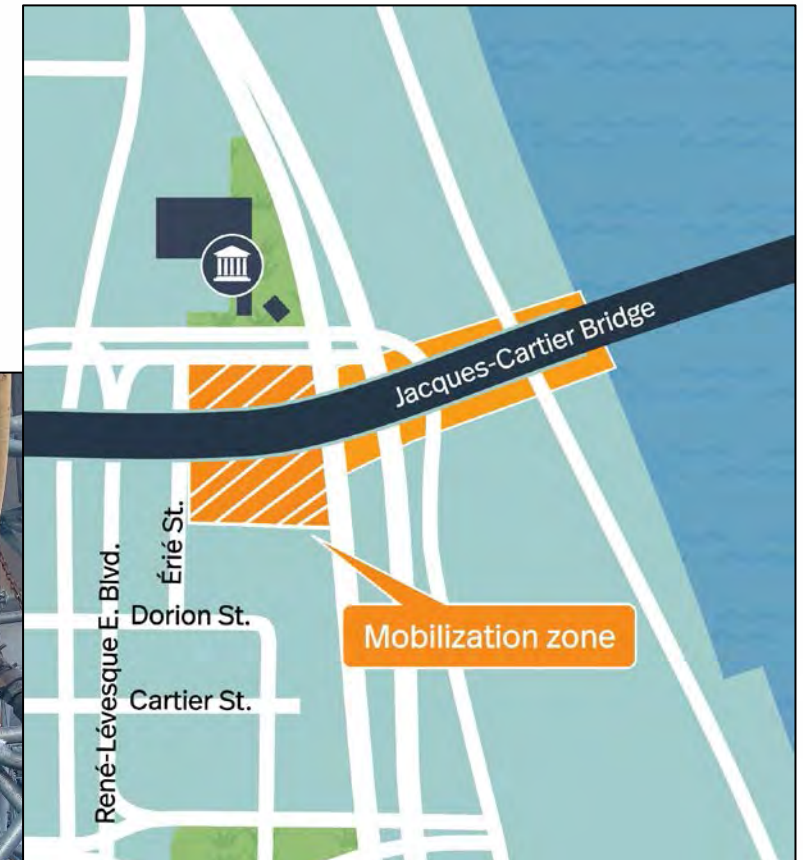 Jacques-Cartier Bridge
Érié St.
René-Lévesque E. Blvd.
Dorion St.
Mobilization zone
Cartier St.